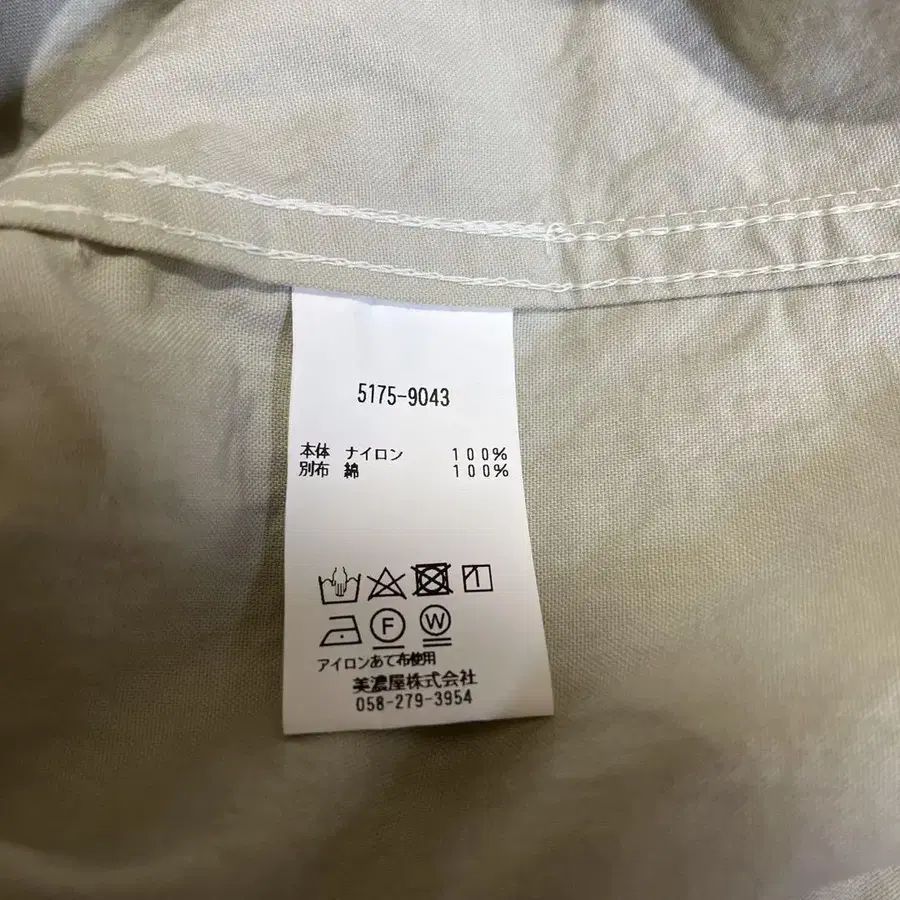 5175-9043
本体 ナイロン 100%
別布 綿 100%
F W
アイロンあて布使用
美濃屋株式会社
058-279-3954